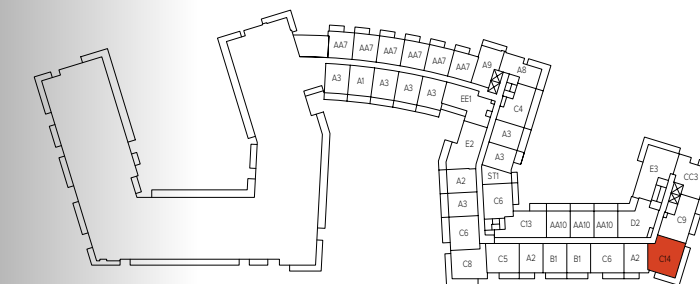 AA7 AA7 AA7 AA7 AA7 AA7 A9 A8
A3 A1 A3 A3 A3 EE1 C4
A3
E2
A3
ST1
A2
C6
A3
C6
C13 AA10 AA10 AA10 D2
C8 C5 A2 B1 B1 C6 A2 C14
E3
CC3
C9